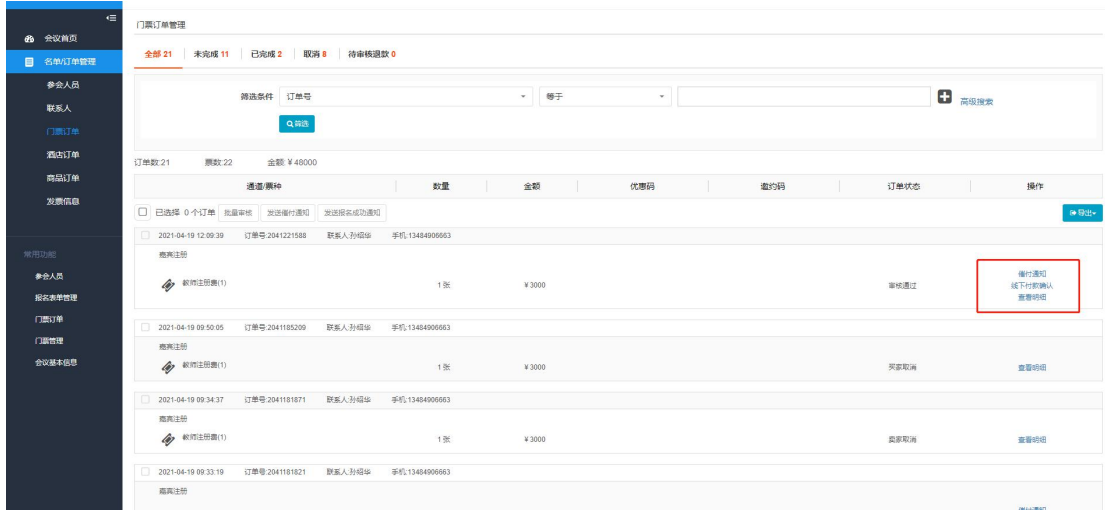 会议首页
名单/订单管理
参会人员
联系人
门票订单
酒店订单
商品订单
发票信息
常用功能
参会人员
报名表单管理
门票订单
门票管理
会议基本信息
门票订单管理
全部 21 未完成 11 已完成 2 取消 8 待审核退款 0
筛选条件 订单号 等于 高级搜索
筛选
订单数:21 票数:22 金额: ¥ 48000
通道/票种 数量 金额 优惠码 邀约码 订单状态 操作
已选择 0 个订单 批量审核 发送催付通知 发送报名成功通知 导出
2021-04-19 12:09:39 订单号:2041221588 联系人:孙绍华 手机:13484906663
嘉宾注册
催付通知
教师注册费(1) 1 张 ¥ 3000 审核通过 线下付款确认
查看明细
2021-04-19 09:50:05 订单号:2041185209 联系人:孙绍华 手机:13484906663
嘉宾注册
教师注册费(1) 1 张 ¥ 3000 买家取消 查看明细
2021-04-19 09:34:37 订单号:2041181871 联系人:孙绍华 手机:13484906663
嘉宾注册
教师注册费(1) 1 张 ¥ 3000 卖家取消 查看明细
2021-04-19 09:33:19 订单号:2041181821 联系人:孙绍华 手机:13484906663
嘉宾注册